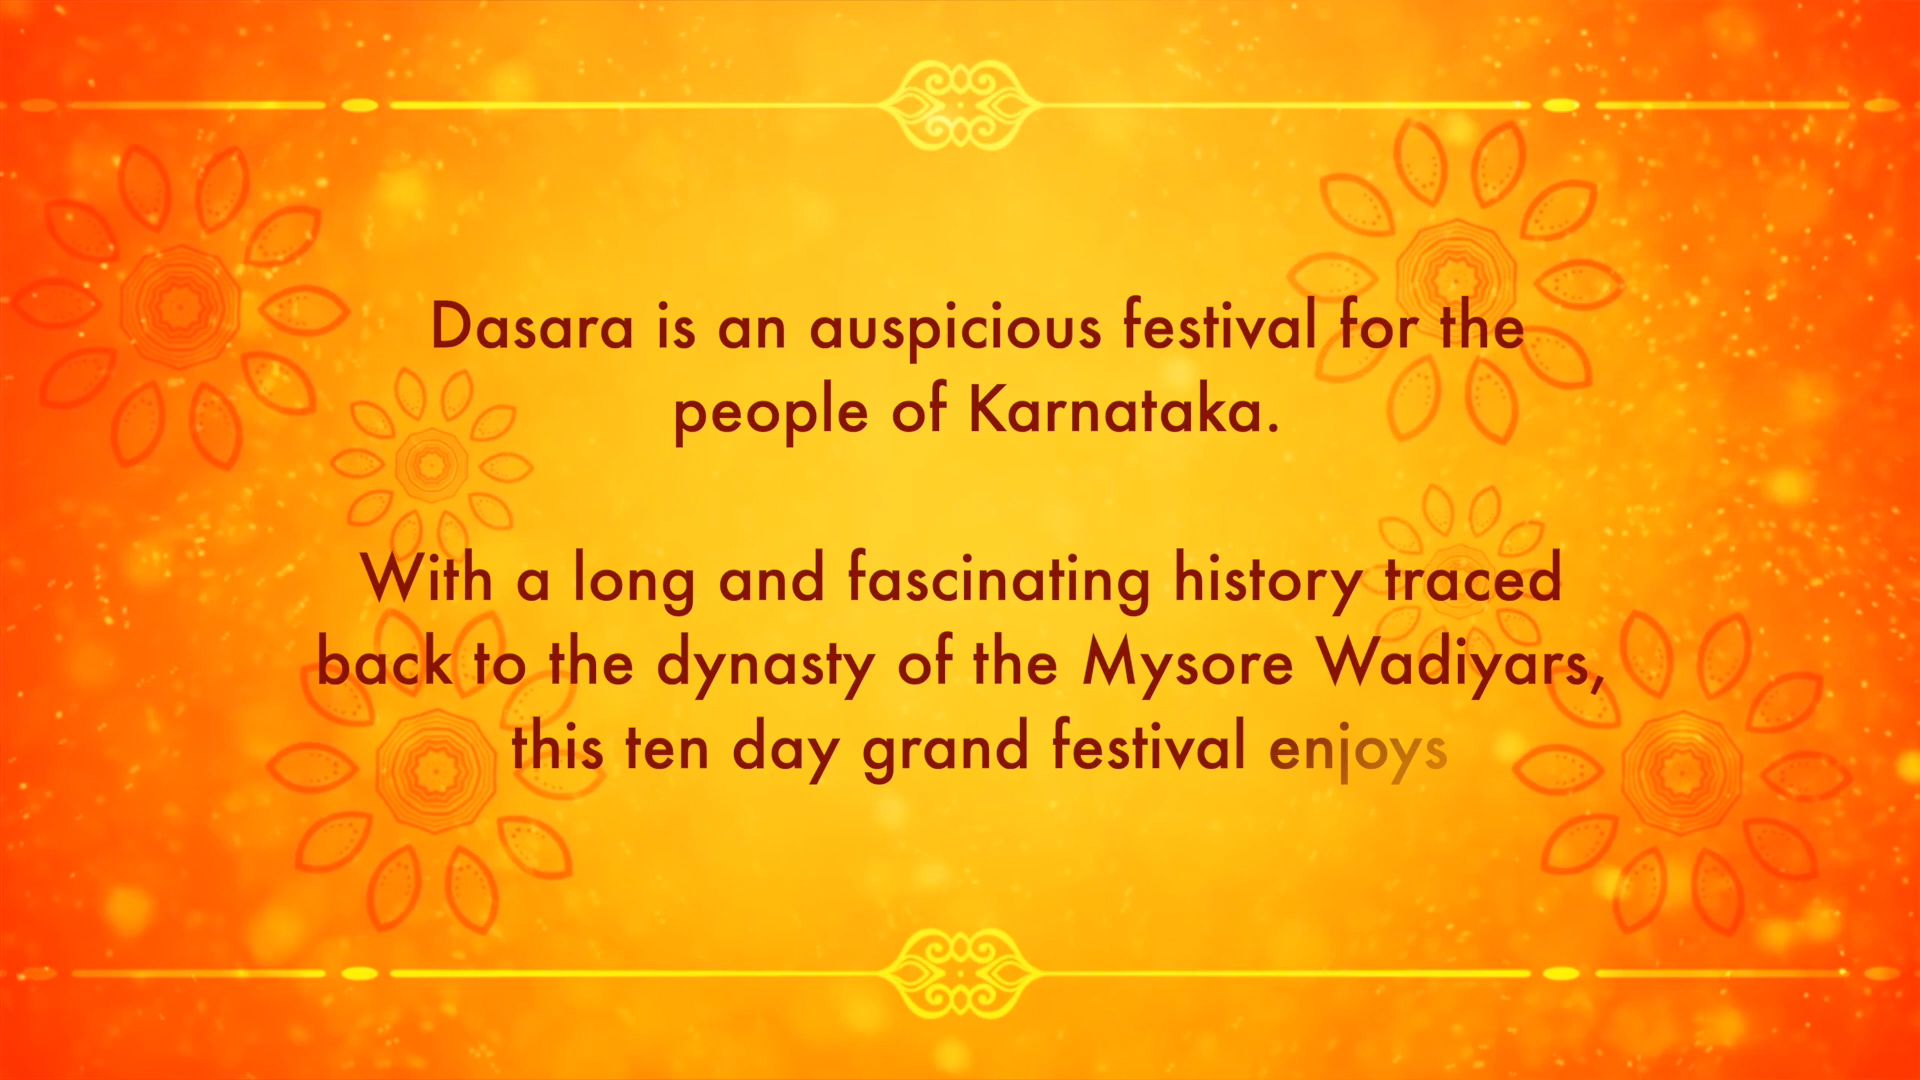 Dasara is an auspicious festival for the
people of Karnataka.
With a long and fascinating history traced
back to the dynasty of the Mysore Wadiyars,
this ten day grand festival enjoys